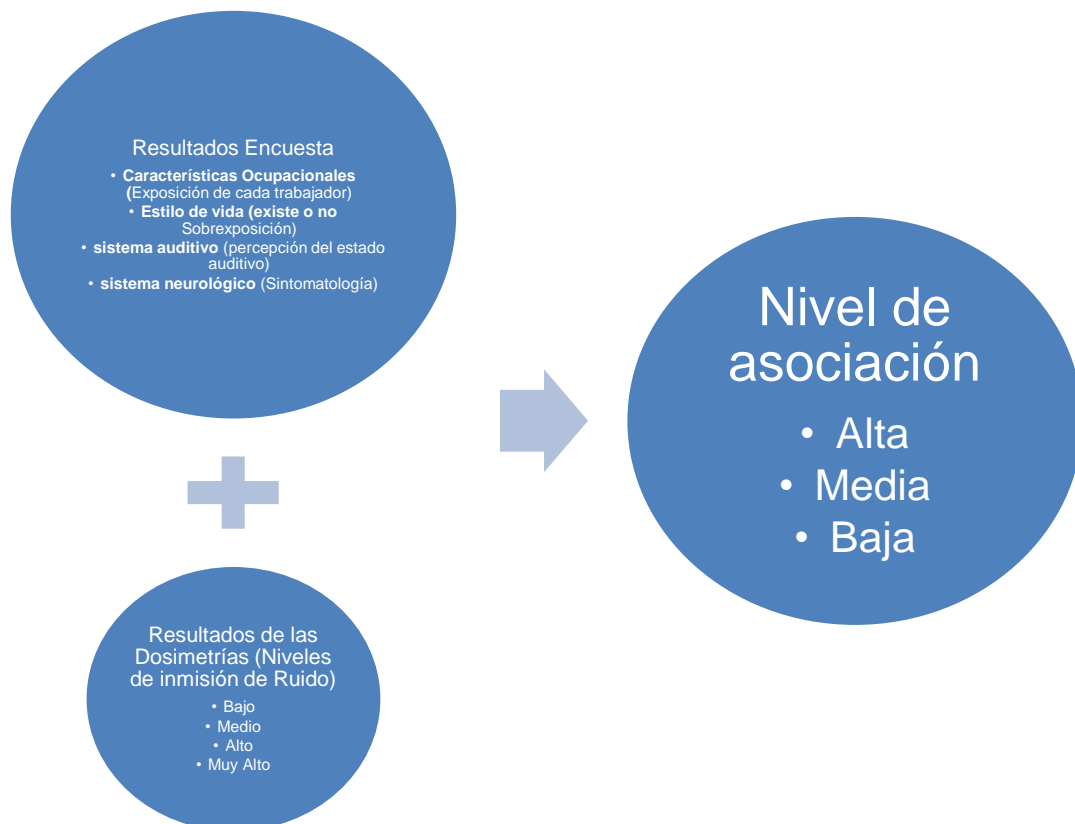 Resultados Encuesta
• Características Ocupacionales
(Exposición de cada trabajador)
• Estilo de vida (existe o no
Sobrexposición)
• sistema auditivo (percepción del estado
auditivo)
• sistema neurológico (Sintomatología)
Resultados de las
Dosimetrías (Niveles
de inmisión de Ruido)
• Bajo
• Medio
• Alto
• Muy Alto
Nivel de
asociación
• Alta
• Media
• Baja